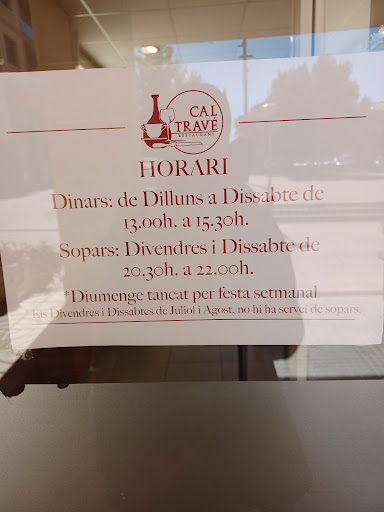 CAL
TRAVÉ
RESTAURANT
HORARI
Dinars: de Dilluns a Dissabte de
13.00h. a 15.30h.
Sopars: Divendres i Dissabte de
20.30h. a 22.00h.
*Diumenge tancat per festa setmanal
Els Divendres i Dissabtes de Juliol i Agost, no hi ha servei de sopars.